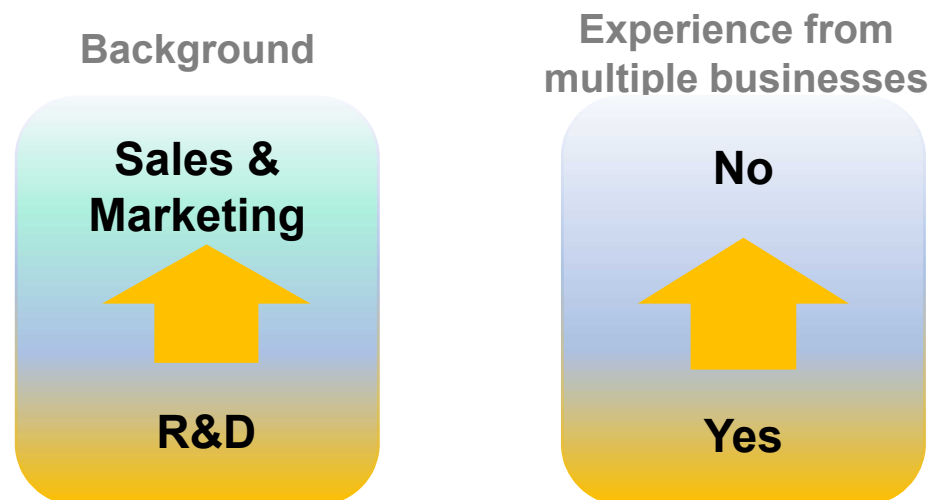 Background
Sales &
Marketing
R&D
Experience from
multiple businesses
No
Yes